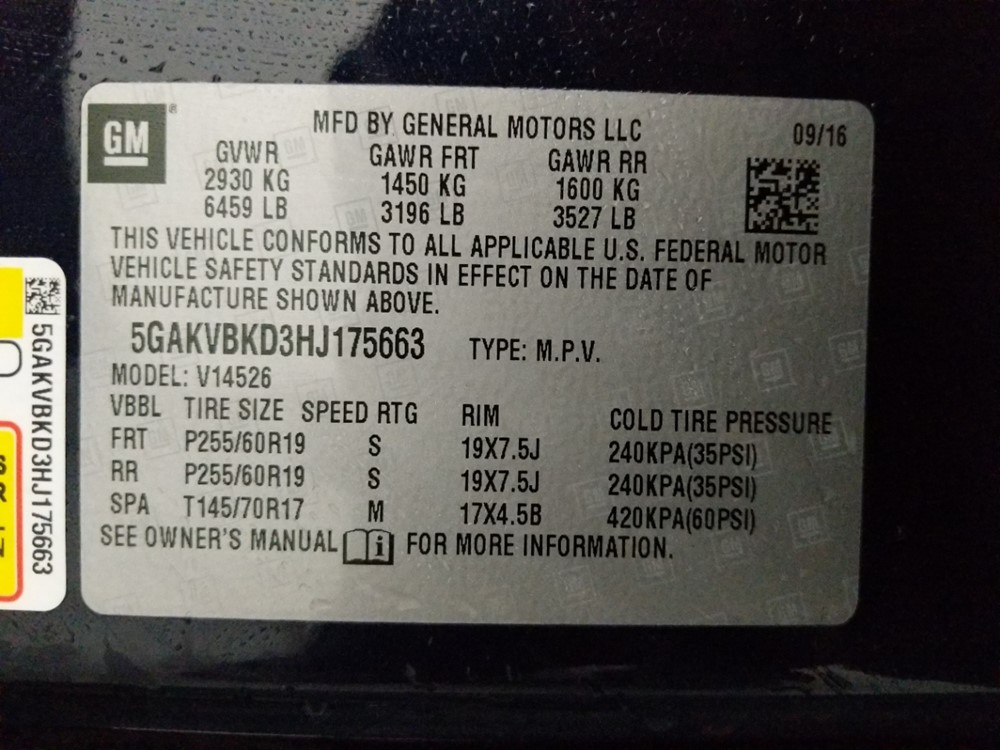 GM
MFD BY GENERAL MOTORS LLC 09/16
GVWR GAWR FRT GAWR RR
2930 KG 1450 KG 1600 KG
6459 LB 3196 LB 3527 LB
THIS VEHICLE CONFORMS TO ALL APPLICABLE U.S. FEDERAL MOTOR
VEHICLE SAFETY STANDARDS IN EFFECT ON THE DATE OF
MANUFACTURE SHOWN ABOVE.
5GAKVBKD3HJ175663 TYPE: M.P.V.
MODEL: V14526
VBBL TIRE SIZE SPEED RTG RIM COLD TIRE PRESSURE
FRT P255/60R19 S 19X7.5J 240KPA(35PSI)
RR P255/60R19 S 19X7.5J 240KPA(35PSI)
SPA T145/70R17 M 17X4.5B 420KPA(60PSI)
SEE OWNER'S MANUAL i FOR MORE INFORMATION.
5GAKVBKD3HJ175663